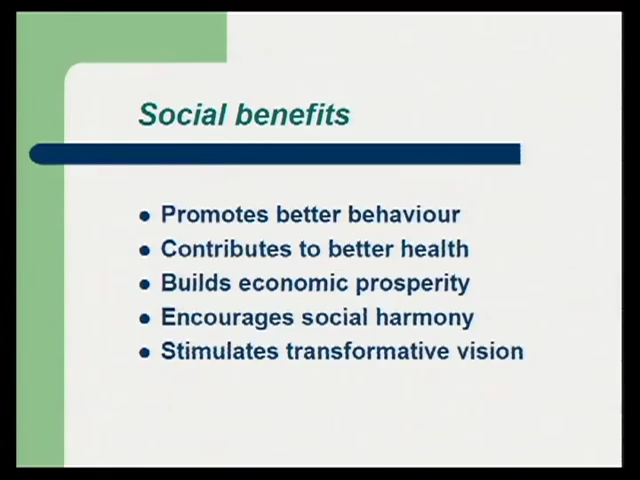 Social benefits
● Promotes better behaviour
● Contributes to better health
● Builds economic prosperity
● Encourages social harmony
● Stimulates transformative vision